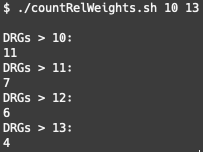 $ ./countRelWeights.sh 10 13
DRGs > 10:
11
DRGs > 11:
7
DRGs > 12:
6
DRGs > 13:
4